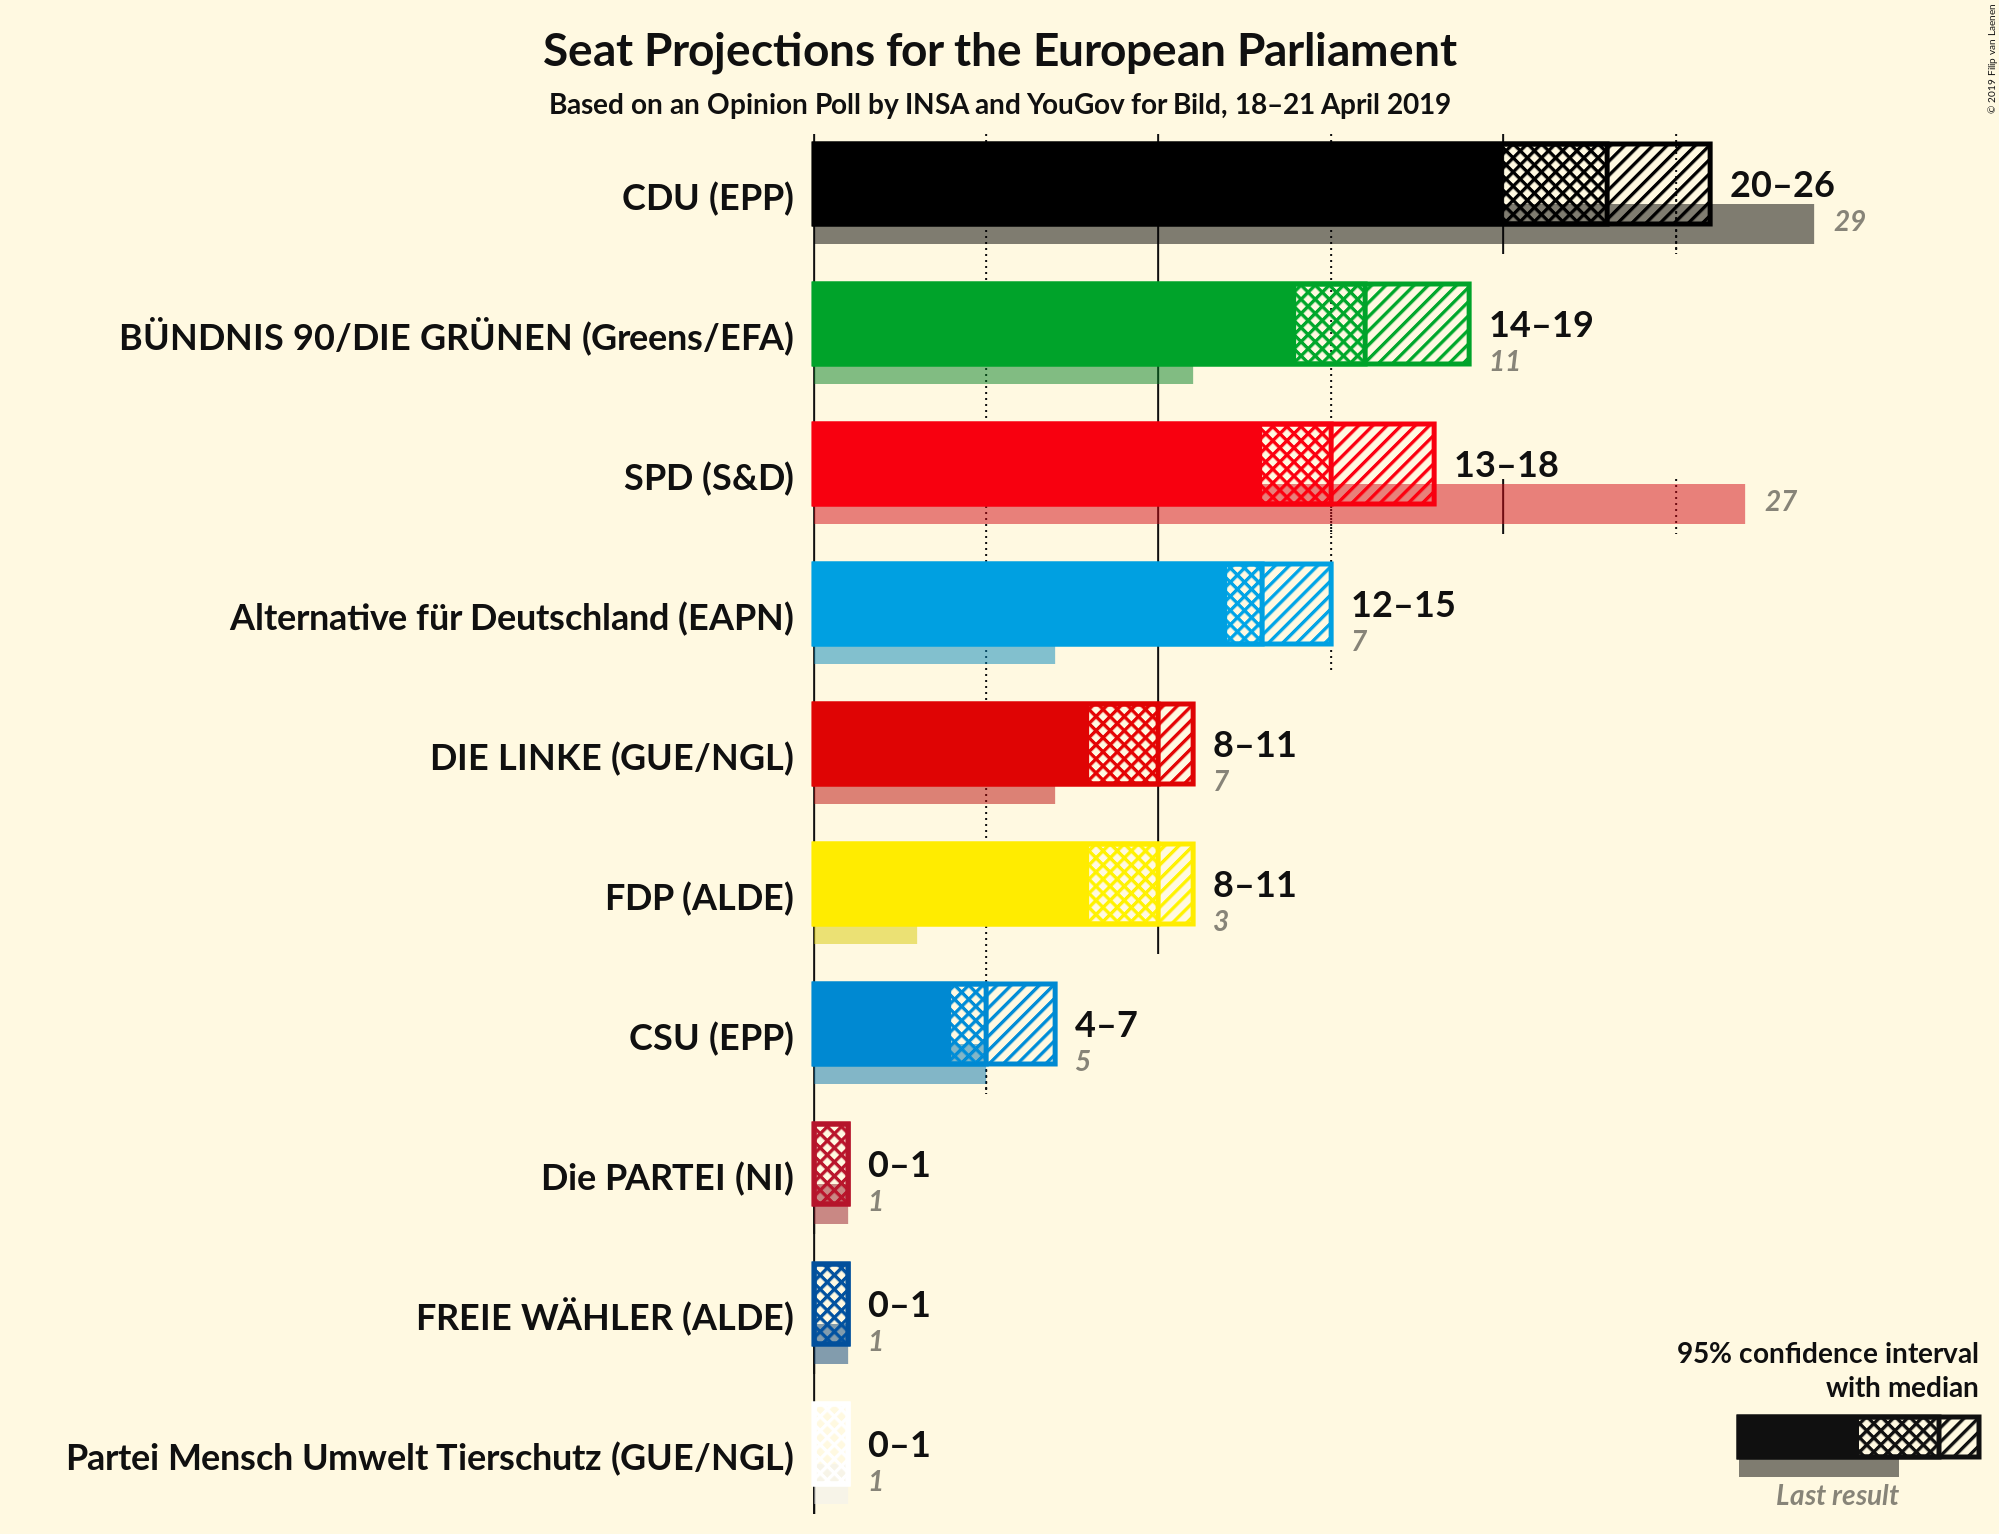 Seat Projections for the European Parliament
Based on an Opinion Poll by INSA and YouGov for Bild, 18–21 April 2019
© 2019 Filip van Laenen
CDU (EPP)
20–26
29
BÜNDNIS 90/DIE GRÜNEN (Greens/EFA)
14–19
11
SPD (S&D)
13–18
27
Alternative für Deutschland (EAPN)
12–15
7
DIE LINKE (GUE/NGL)
8–11
7
FDP (ALDE)
8–11
3
CSU (EPP)
4–7
5
Die PARTEI (NI)
0–1
1
FREIE WÄHLER (ALDE)
0–1
1
Partei Mensch Umwelt Tierschutz (GUE/NGL)
0–1
1
95% confidence interval
with median
Last result